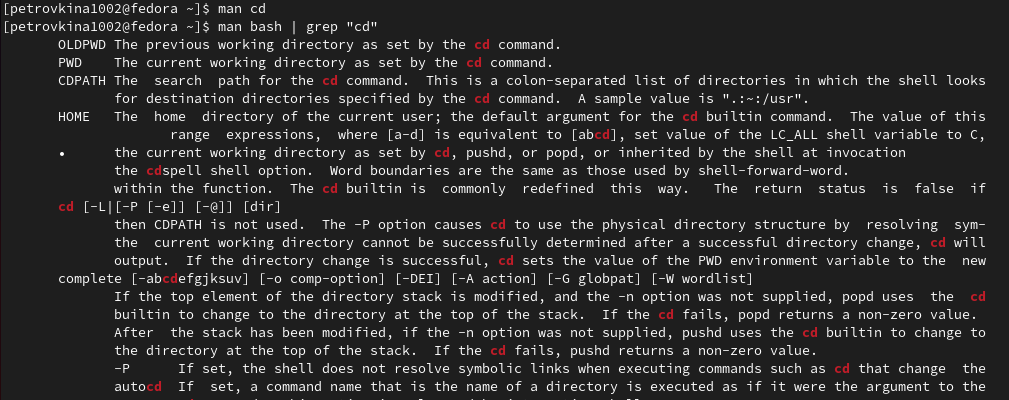 [petrovkina1002@fedora ~]$ man cd
[petrovkina1002@fedora ~]$ man bash | grep "cd"
OLDPWD The previous working directory as set by the cd command.
PWD    The current working directory as set by the cd command.
CDPATH The  search  path for the cd command.  This is a colon-separated list of directories in which the shell looks
for destination directories specified by the cd command.  A sample value is ".:~:/usr".
HOME   The  home  directory of the current user; the default argument for the cd builtin command.  The value of this
range  expressions,  where [a-d] is equivalent to [abcd], set value of the LC_ALL shell variable to C,
•      the current working directory as set by cd, pushd, or popd, or inherited by the shell at invocation
the cdspell shell option.  Word boundaries are the same as those used by shell-forward-word.
within the function.  The cd builtin is  commonly  redefined  this  way.   The  return  status  is  false  if
cd [-L|[-P [-e]] [-@]] [dir]
then CDPATH is not used.  The -P option causes cd to use the physical directory structure by  resolving  sym-
the  current working directory cannot be successfully determined after a successful directory change, cd will
output.  If the directory change is successful, cd sets the value of the PWD environment variable to the  new
complete [-abcdefgjksuv] [-o comp-option] [-DEI] [-A action] [-G globpat] [-W wordlist]
If the top element of the directory stack is modified, and the -n option was not supplied, popd uses  the  cd
builtin to change to the directory at the top of the stack.  If the cd fails, popd returns a non-zero value.
After  the stack has been modified, if the -n option was not supplied, pushd uses the cd builtin to change to
the directory at the top of the stack.  If the cd fails, pushd returns a non-zero value.
-P      If set, the shell does not resolve symbolic links when executing commands such as cd that change  the
autocd  If  set, a command name that is the name of a directory is executed as if it were the argument to the